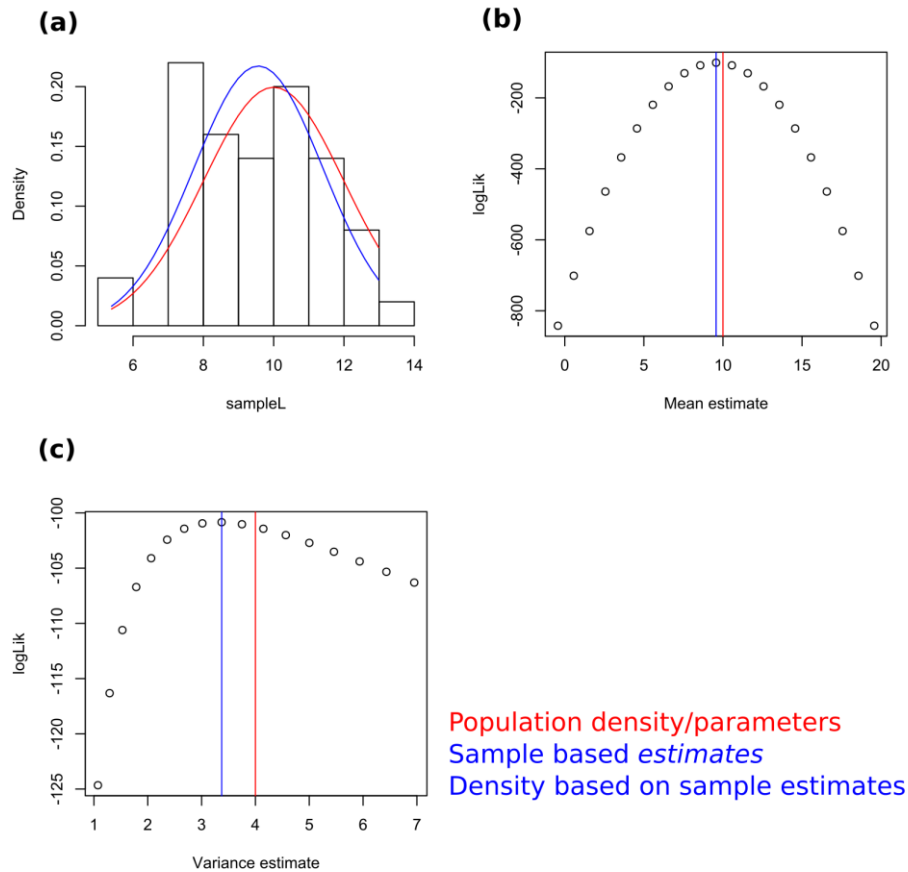 (a)
Density
0.00 0.05 0.10 0.15 0.20
6 8 10 12 14
sampleL
(b)
logLik
-800 -600 -400 -200
0 5 10 15 20
Mean estimate
(c)
logLik
-125 -120 -115 -110 -105 -100
1 2 3 4 5 6 7
Variance estimate
Population density/parameters
Sample based estimates
Density based on sample estimates